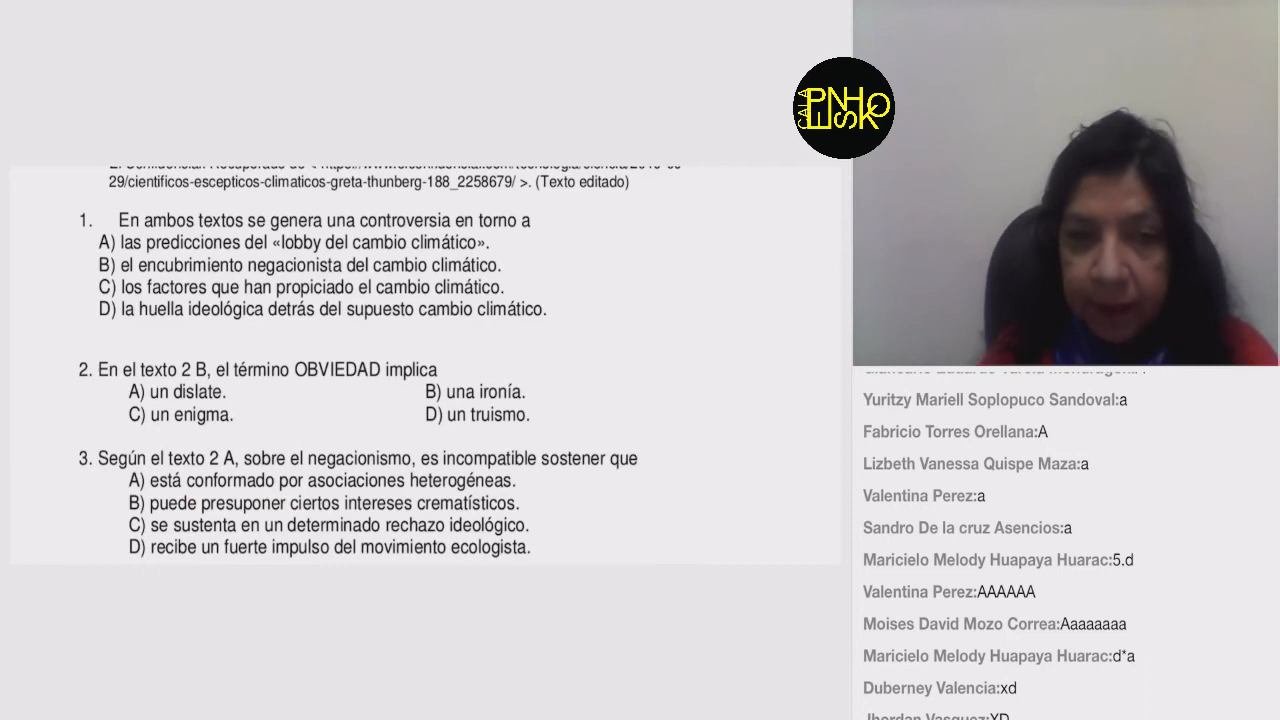 CALA
PENHSKO
29/cientificos-escepticos-climaticos-greta-thunberg-188_2258679/ >. (Texto editado)
1. En ambos textos se genera una controversia en torno a
A) las predicciones del «lobby del cambio climático».
B) el encubrimiento negacionista del cambio climático.
C) los factores que han propiciado el cambio climático.
D) la huella ideológica detrás del supuesto cambio climático.
2. En el texto 2 B, el término OBVIEDAD implica
A) un dislate. B) una ironía.
C) un enigma. D) un truismo.
3. Según el texto 2 A, sobre el negacionismo, es incompatible sostener que
A) está conformado por asociaciones heterogéneas.
B) puede presuponer ciertos intereses crematísticos.
C) se sustenta en un determinado rechazo ideológico.
D) recibe un fuerte impulso del movimiento ecologista.
Yuritzy Mariell Soplopuco Sandoval:a
Fabricio Torres Orellana:A
Lizbeth Vanessa Quispe Maza:a
Valentina Perez:a
Sandro De la cruz Asencios:a
Maricielo Melody Huapaya Huarac:5.d
Valentina Perez:AAAAAA
Moises David Mozo Correa:Aaaaaaaa
Maricielo Melody Huapaya Huarac:d*a
Duberney Valencia:xd
Jhordan Vasquez:XD